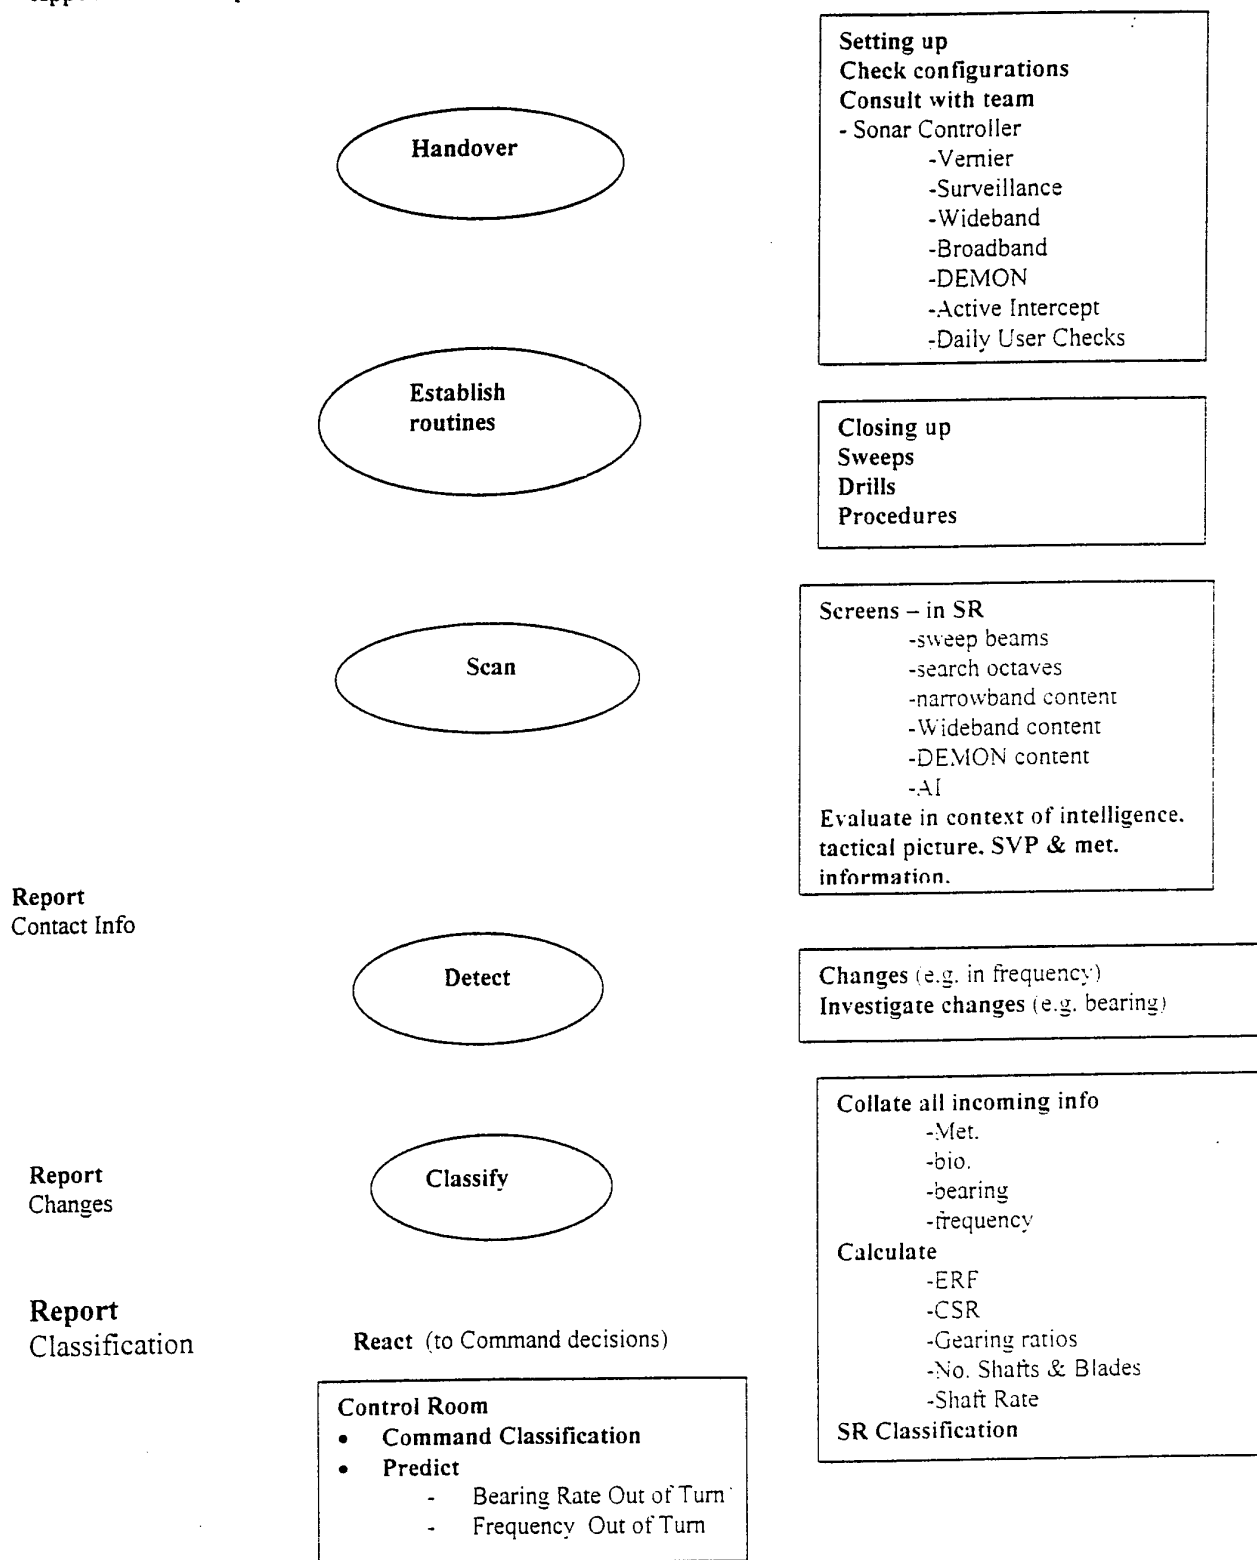 Setting up
Check configurations
Consult with team
- Sonar Controller
-Vernier
-Surveillance
-Wideband
-Broadband
-DEMON
-Active Intercept
-Daily User Checks
Handover
Establish
routines
Closing up
Sweeps
Drills
Procedures
Scan
Screens – in SR
-sweep beams
-search octaves
-narrowband content
-Wideband content
-DEMON content
-AI
Evaluate in context of intelligence.
tactical picture. SVP & met.
information.
Report
Contact Info
Detect
Changes (e.g. in frequency)
Investigate changes (e.g. bearing)
Report
Changes
Classify
Collate all incoming info
-Met.
-bio.
-bearing
-frequency
Calculate
-ERF
-CSR
-Gearing ratios
-No. Shafts & Blades
-Shaft Rate
SR Classification
Report
Classification
React (to Command decisions)
Control Room
• Command Classification
• Predict
- Bearing Rate Out of Turn
- Frequency Out of Turn